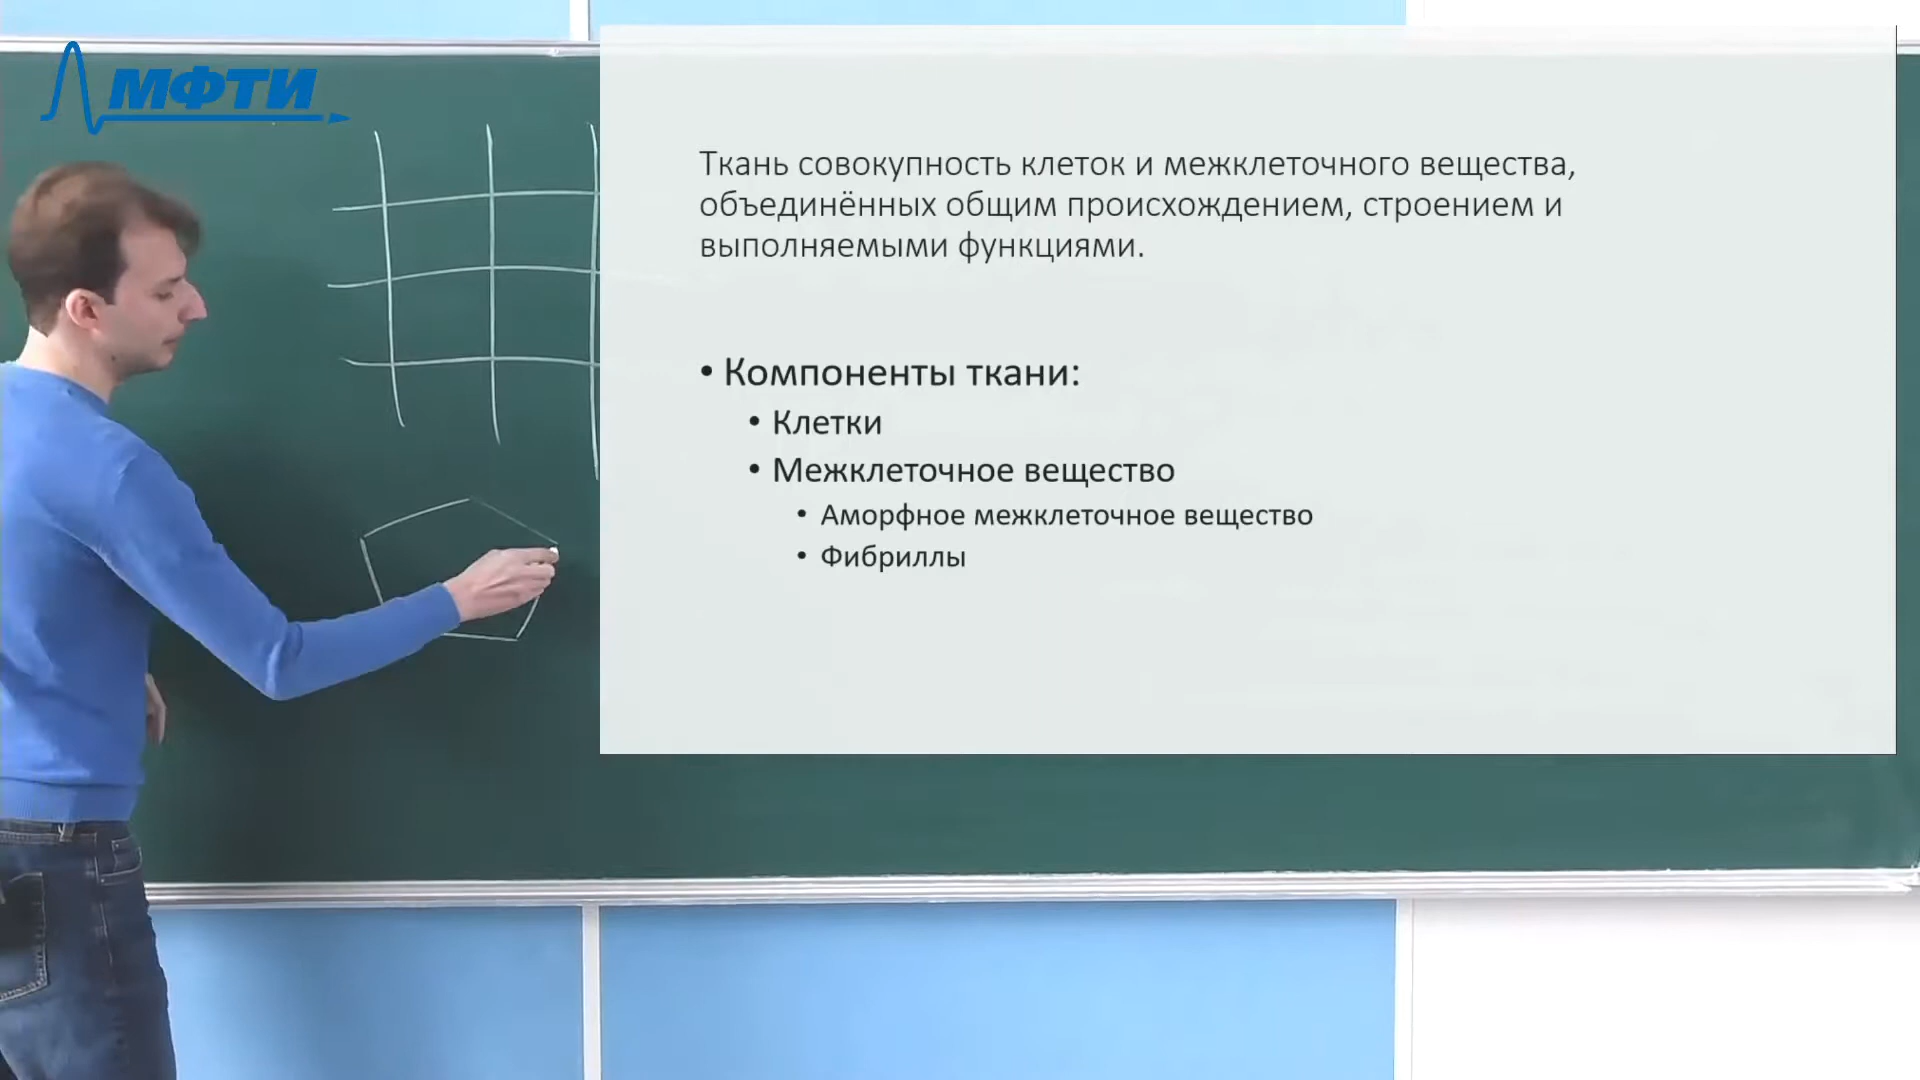 МФТИ
Ткань совокупность клеток и межклеточного вещества,
объединённых общим происхождением, строением и
выполняемыми функциями.
• Компоненты ткани:
• Клетки
• Межклеточное вещество
• Аморфное межклеточное вещество
• Фибриллы